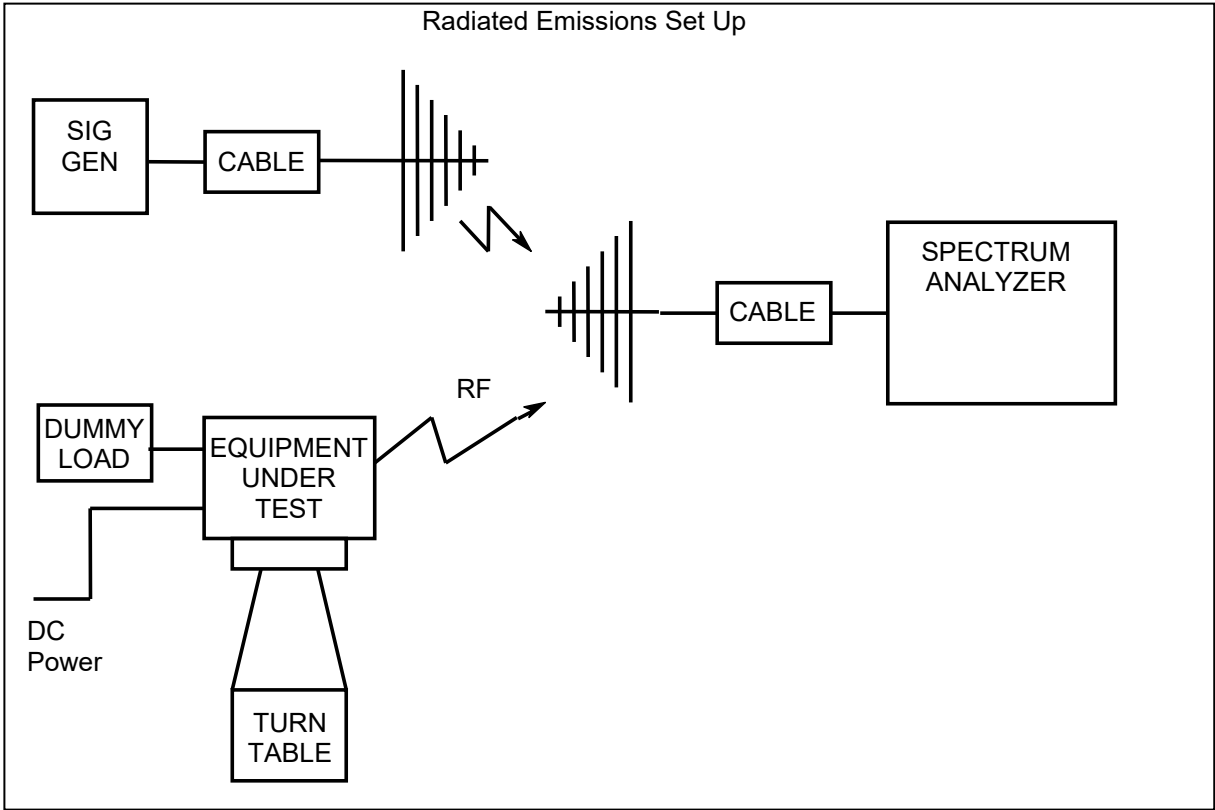 Radiated Emissions Set Up
SIG
GEN
CABLE
SPECTRUM
ANALYZER
CABLE
RF
DUMMY
LOAD
EQUIPMENT
UNDER
TEST
DC
Power
TURN
TABLE